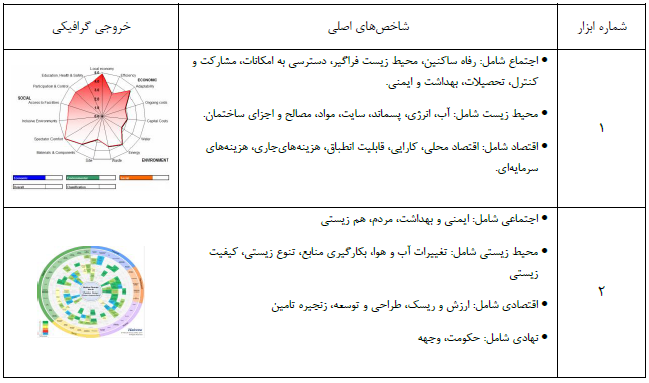 شماره ابزار
شاخص‌های اصلی
خروجی گرافیکی
۱
• اجتماع شامل: رفاه ساکنین، محیط زیست فراگیر، دسترسی به امکانات، مشارکت و
کنترل، تحصیلات، بهداشت و ایمنی.
• محیط زیست شامل: آب، انرژی، پسماند، سایت، مواد، مصالح و اجزای ساختمان.
• اقتصاد شامل: اقتصاد محلی، کارایی، قابلیت انطباق، هزینه‌های‌جاری، هزینه‌های
سرمایه‌ای.
Local economy
Efficiency
ECONOMIC
Adaptability
Ongoing costs
Capital Costs
Water
Energy
ENVIRONMENT
Waste
Site
Materials & Components
Inclusive Environments
Access to Facilities
SOCIAL
Participation & Control
Education, Health & Safety
۲
• اجتماعی شامل: ایمنی و بهداشت، مردم، هم زیستی
• محیط زیستی شامل: تغییرات آب و هوا، بکارگیری منابع، تنوع زیستی، کیفیت
زیستی
• اقتصادی شامل: ارزش و ریسک، طراحی و توسعه، زنجیره تامین
• نهادی شامل: حکومت، وجهه